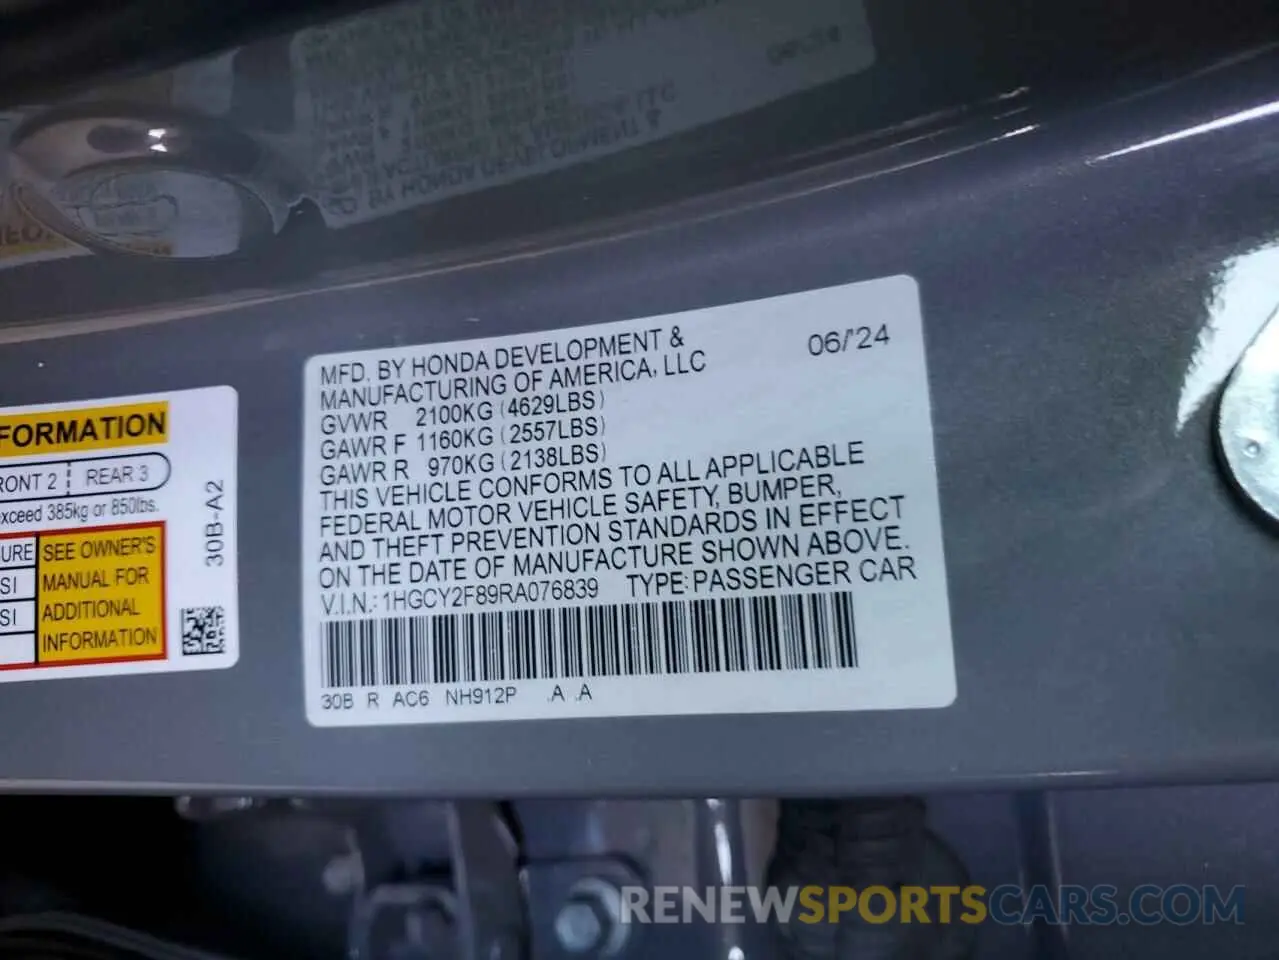 MFD. BY HONDA DEVELOPMENT &
MANUFACTURING OF AMERICA, LLC
06/'24
GVWR 2100KG (4629LBS)
GAWR F 1160KG (2557LBS)
GAWR R 970KG (2138LBS)
THIS VEHICLE CONFORMS TO ALL APPLICABLE
FEDERAL MOTOR VEHICLE SAFETY, BUMPER,
AND THEFT PREVENTION STANDARDS IN EFFECT
ON THE DATE OF MANUFACTURE SHOWN ABOVE.
V.I.N.: 1HGCY2F89RA076839 TYPE: PASSENGER CAR
30B R AC6 NH912P .A .A
FORMATION
RONT 2 REAR 3
xceed 385kg or 850lbs.
URE
SI
SI
SEE OWNER'S
MANUAL FOR
ADDITIONAL
INFORMATION
30B-A2
RENEWSPORTSCARS.COM